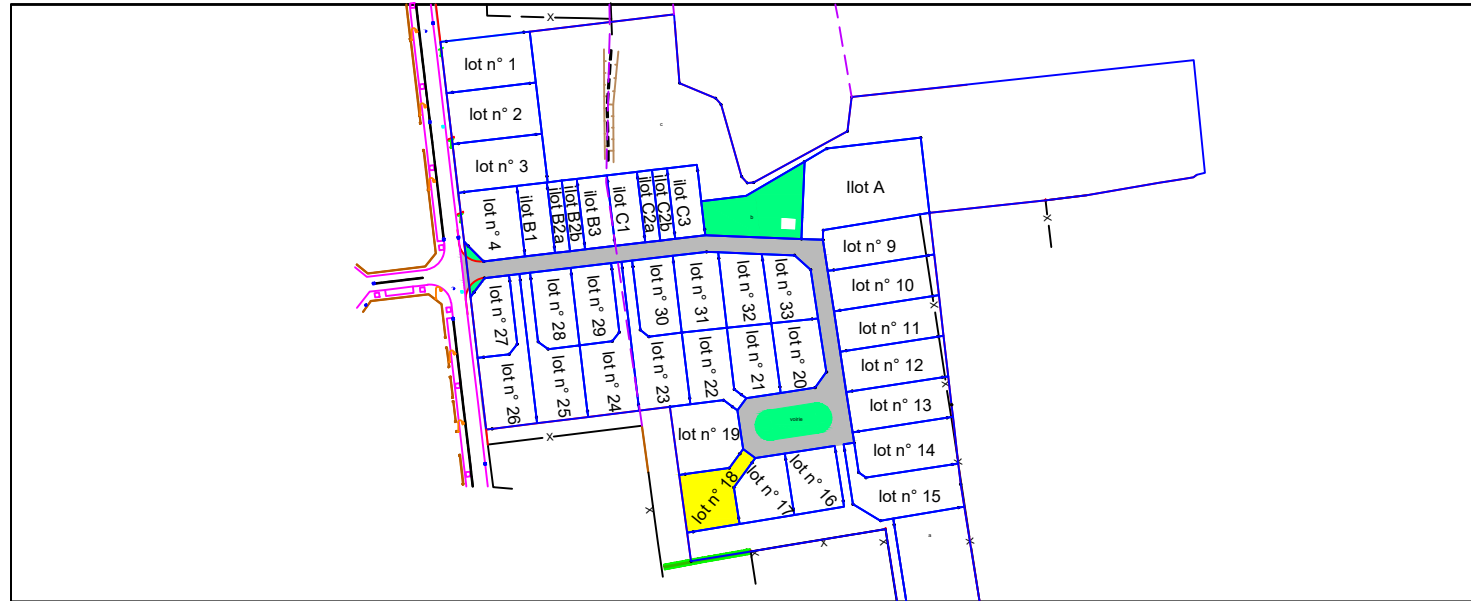 lot n° 1
lot n° 2
lot n° 3
lot n° 4
ilot B1
ilot B2a
ilot B2b
ilot B3
ilot C1
ilot C2a
ilot C2b
ilot C3
Ilot A
lot n° 9
lot n° 10
lot n° 11
lot n° 12
lot n° 13
lot n° 14
lot n° 15
lot n° 27
lot n° 28
lot n° 29
lot n° 30
lot n° 31
lot n° 32
lot n° 33
lot n° 26
lot n° 25
lot n° 24
lot n° 23
lot n° 22
lot n° 21
lot n° 20
lot n° 19
lot n° 18
lot n° 17
lot n° 16